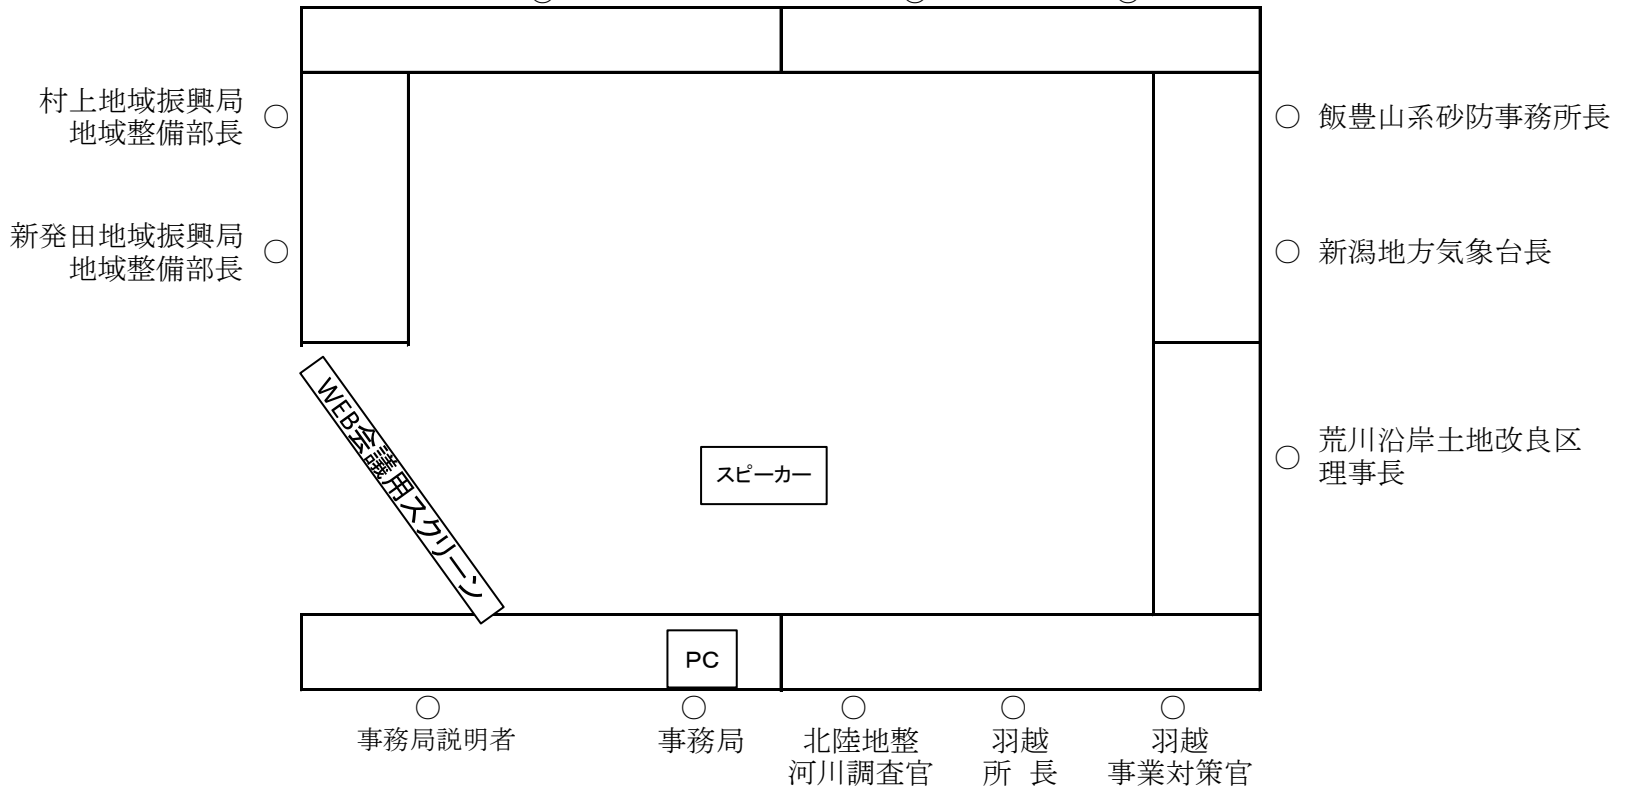 村上地域振興局
地域整備部長
○
○ 飯豊山系砂防事務所長
新発田地域振興局
地域整備部長
○
○ 新潟地方気象台長
WEB会議用スクリーン
スピーカー
○ 荒川沿岸土地改良区
理事長
PC
○ ○ ○ ○ ○
事務局説明者
事務局
北陸地整
河川調査官
羽越
所 長
羽越
事業対策官